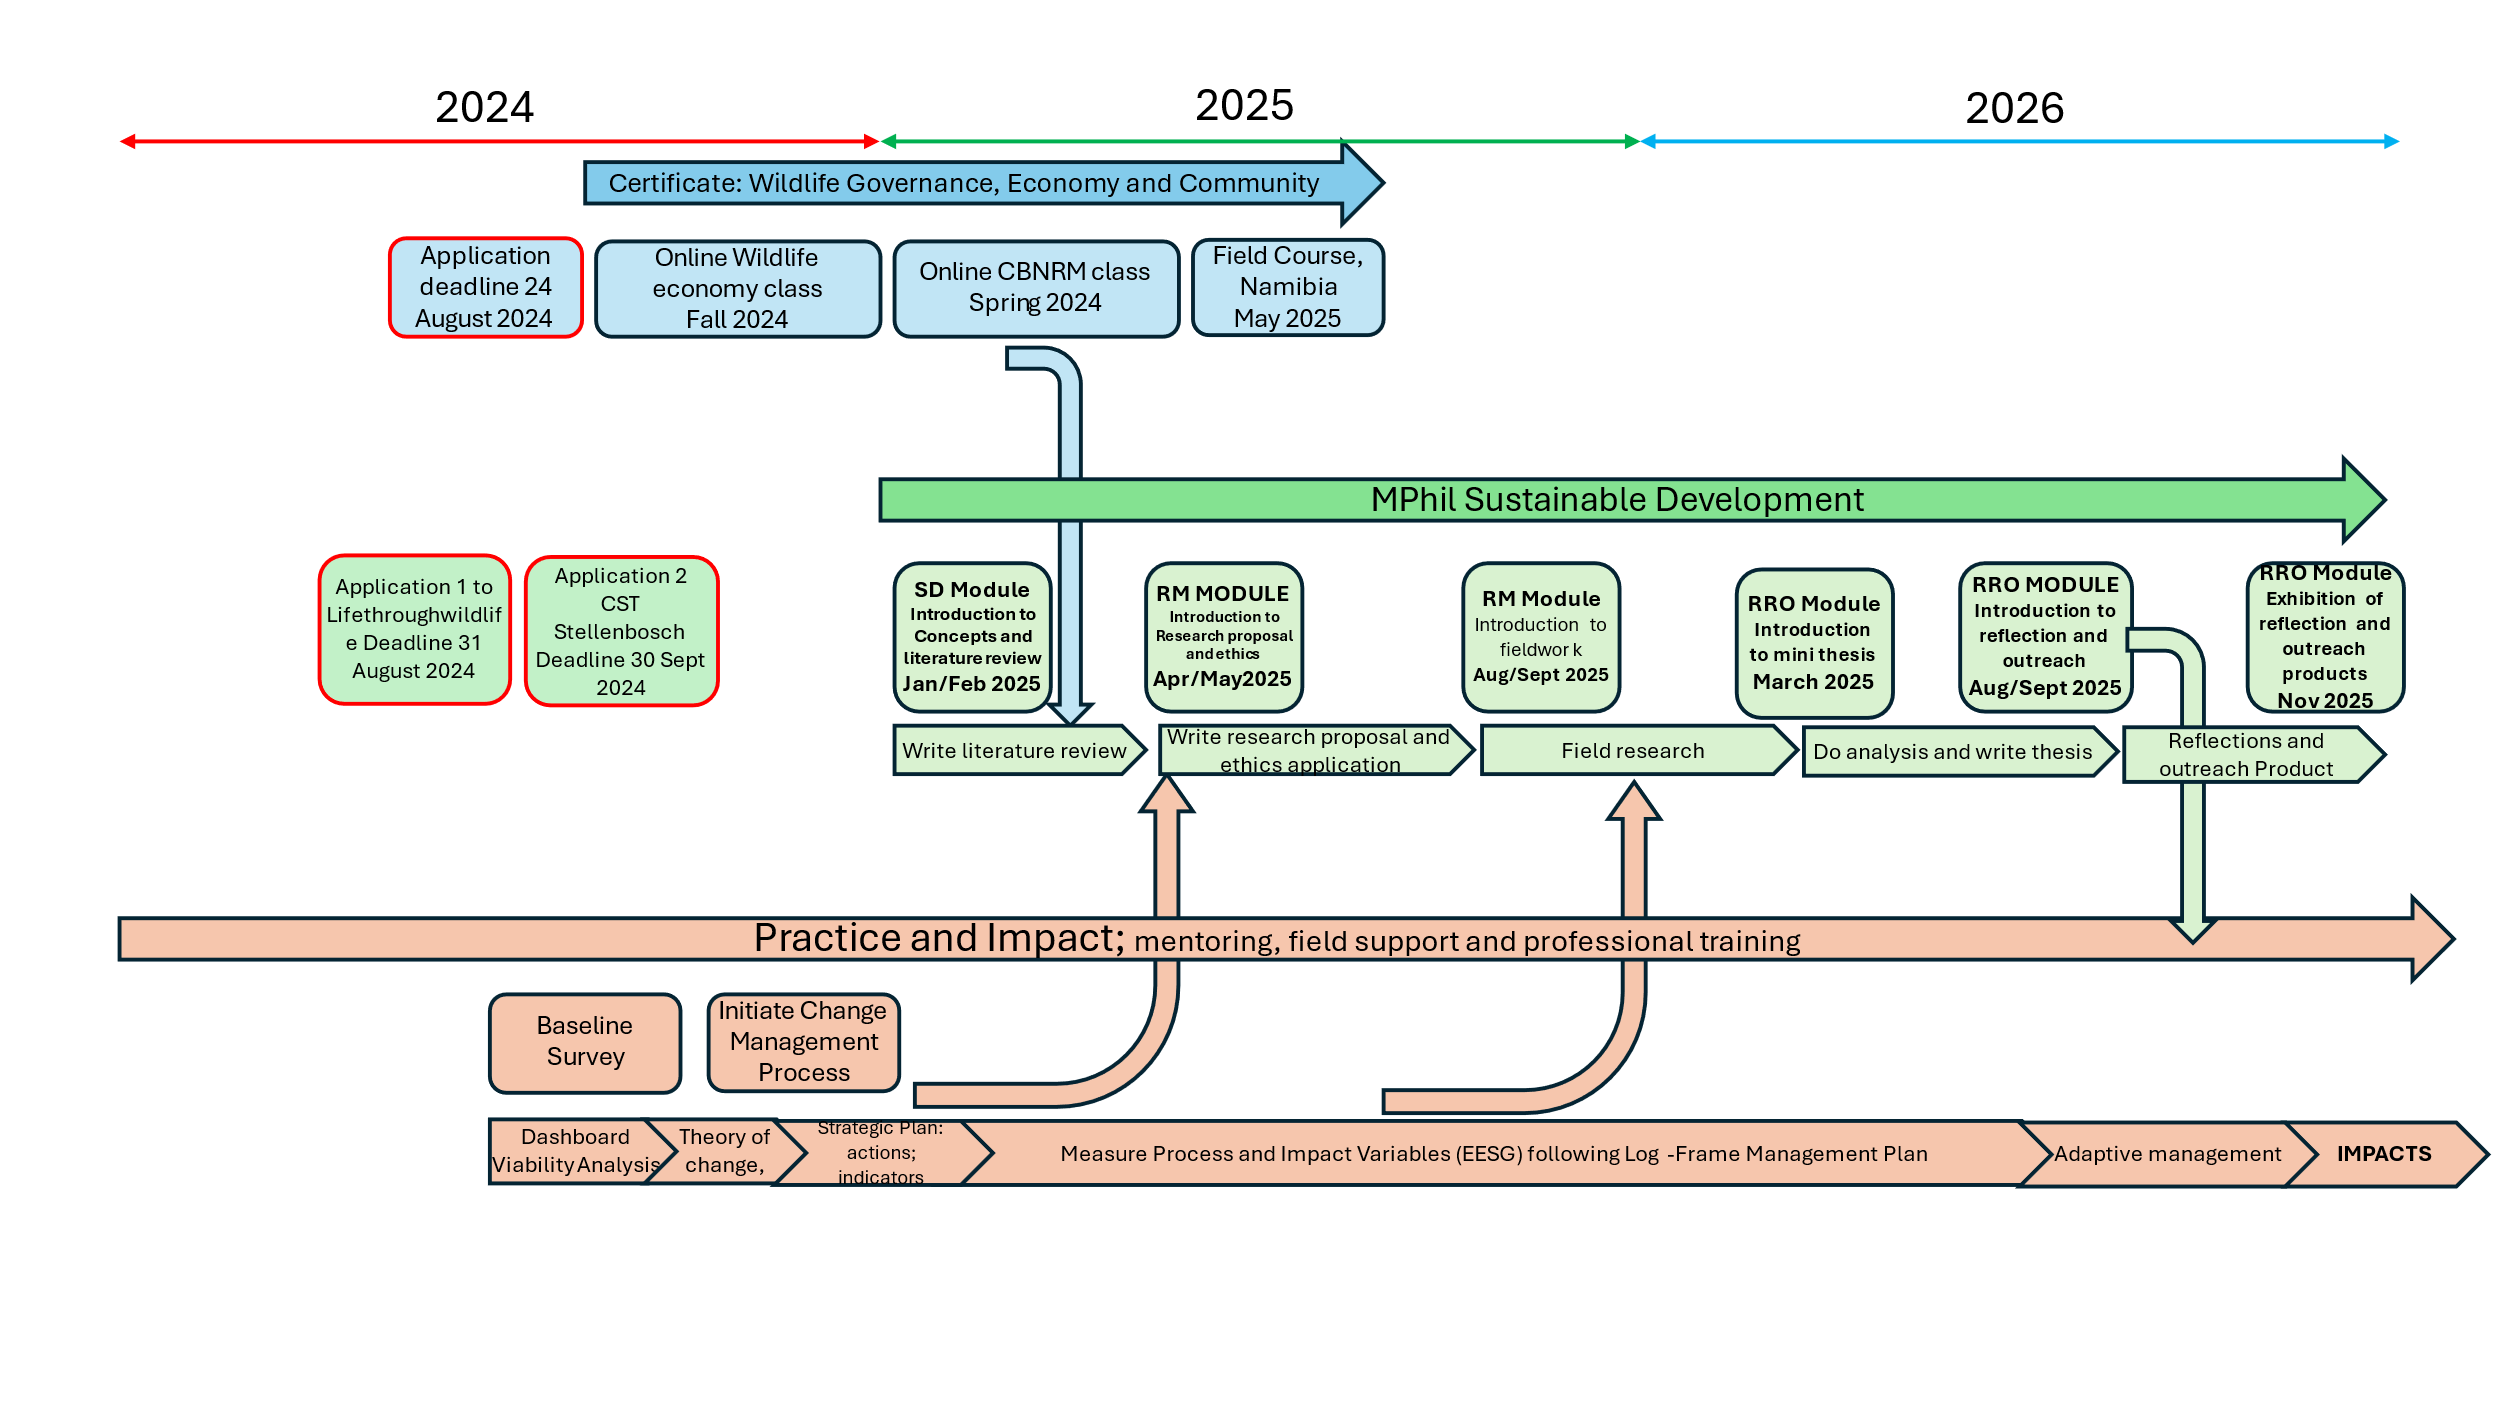 2024
2025
2026
Certificate: Wildlife Governance, Economy and Community
Application
deadline 24
August 2024
Online Wildlife
economy class
Fall 2024
Online CBNRM class
Spring 2024
Field Course,
Namibia
May 2025
MPhil Sustainable Development
Application 1 to
Lifethroughwildlif
e Deadline 31
August 2024
Application 2
CST
Stellenbosch
Deadline 30 Sept
2024
SD Module
Introduction to
Concepts and
literature review
Jan/Feb 2025
RM MODULE
Introduction to
Research proposal
and ethics
Apr/May2025
RM Module
Introduction to
fieldwor k
Aug/Sept 2025
RRO Module
Introduction
to mini thesis
March 2025
RRO MODULE
Introduction to
reflection and
outreach
Aug/Sept 2025
RRO Module
Exhibition of
reflection and
outreach
products
Nov 2025
Write literature review
Write research proposal and
ethics application
Field research
Do analysis and write thesis
Reflections and
outreach Product
Practice and Impact; mentoring, field support and professional training
Baseline
Survey
Initiate Change
Management
Process
Dashboard
Viability Analysis
Theory of
change,
Strategic Plan:
actions;
indicators
Measure Process and Impact Variables (EESG) following Log -Frame Management Plan
Adaptive management
IMPACTS